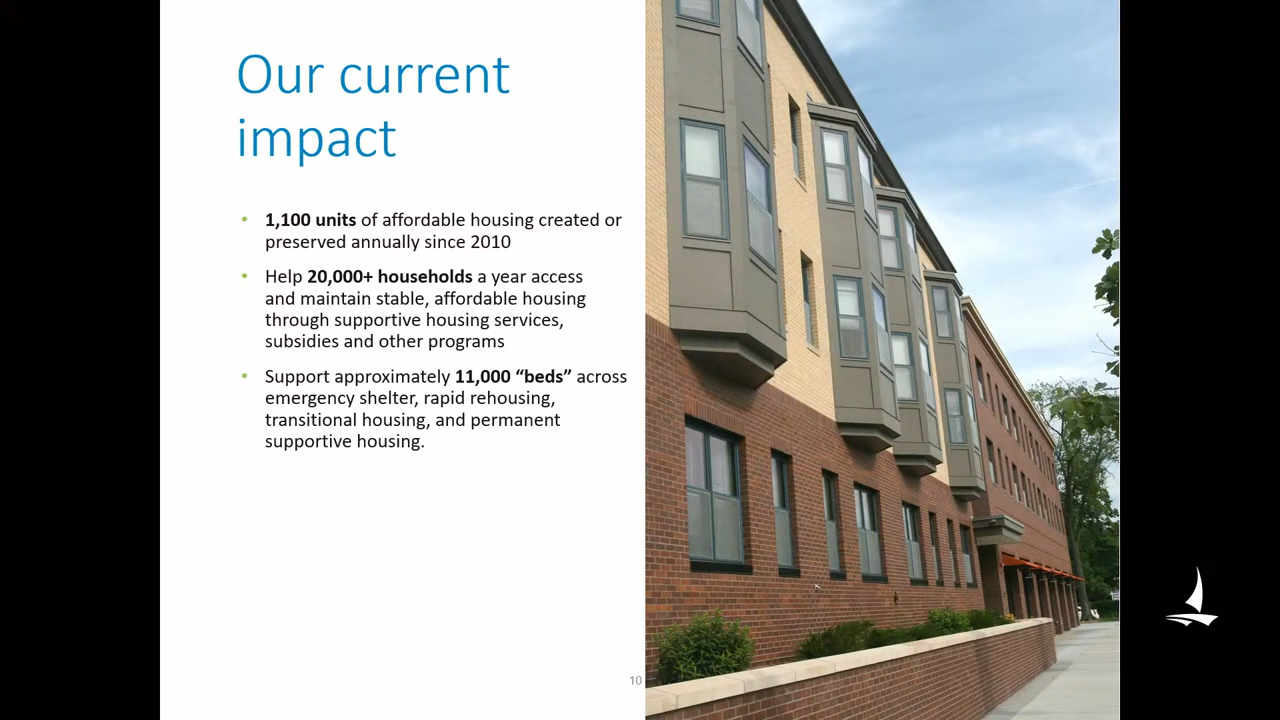 Our current
impact
• 1,100 units of affordable housing created or
preserved annually since 2010
• Help 20,000+ households a year access
and maintain stable, affordable housing
through supportive housing services,
subsidies and other programs
• Support approximately 11,000 “beds” across
emergency shelter, rapid rehousing,
transitional housing, and permanent
supportive housing.
10